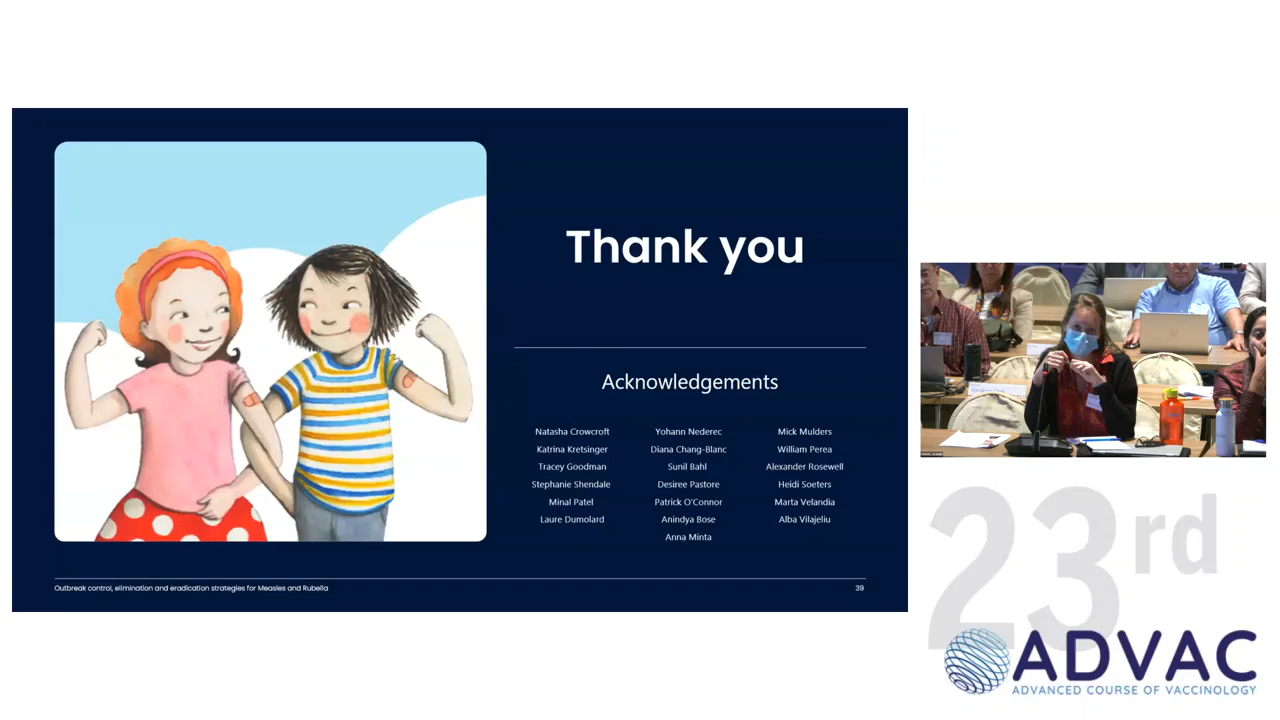 Thank you
Acknowledgements
Natasha Crowcroft
Katrina Kretsinger
Tracey Goodman
Stephanie Shendale
Minal Patel
Laure Dumolard
Yohann Nederec
Diana Chang-Blanc
Sunil Bahl
Desiree Pastore
Patrick O'Connor
Anindya Bose
Anna Minta
Mick Mulders
William Perea
Alexander Rosewell
Heidi Soeters
Marta Velandia
Alba Vilajeliu
Outbreak control, elimination and eradication strategies for Measles and Rubella
39
23rd
ADVAC
ADVANCED COURSE OF VACCINOLOGY